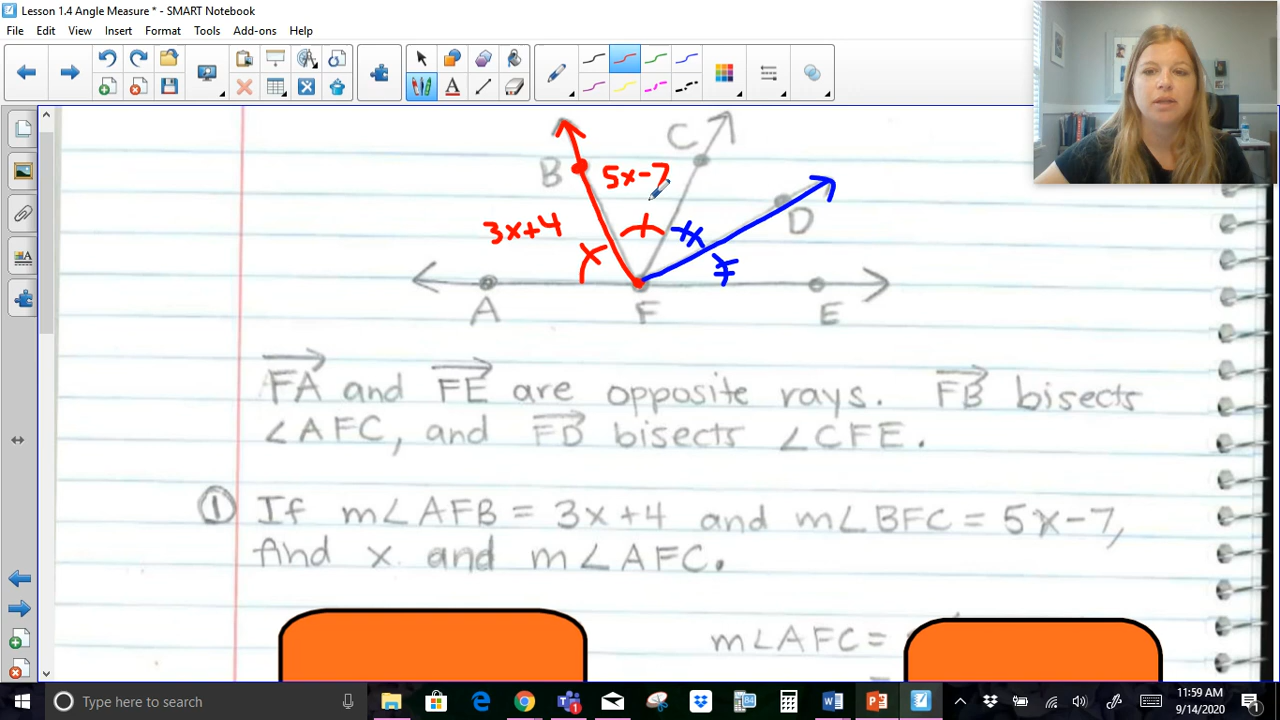 Lesson 1.4 Angle Measure * - SMART Notebook
File Edit View Insert Format Tools Add-ons Help
C
B
5x-7
D
3x+4
A
F
E
FA and FE are opposite rays. FB bisects
∠AFC, and FD bisects ∠CFE.
① If m∠AFB = 3x+4 and m∠BFC = 5x-7,
find x and m∠AFC.
m∠AFC =
Type here to search
11:59 AM
9/14/2020